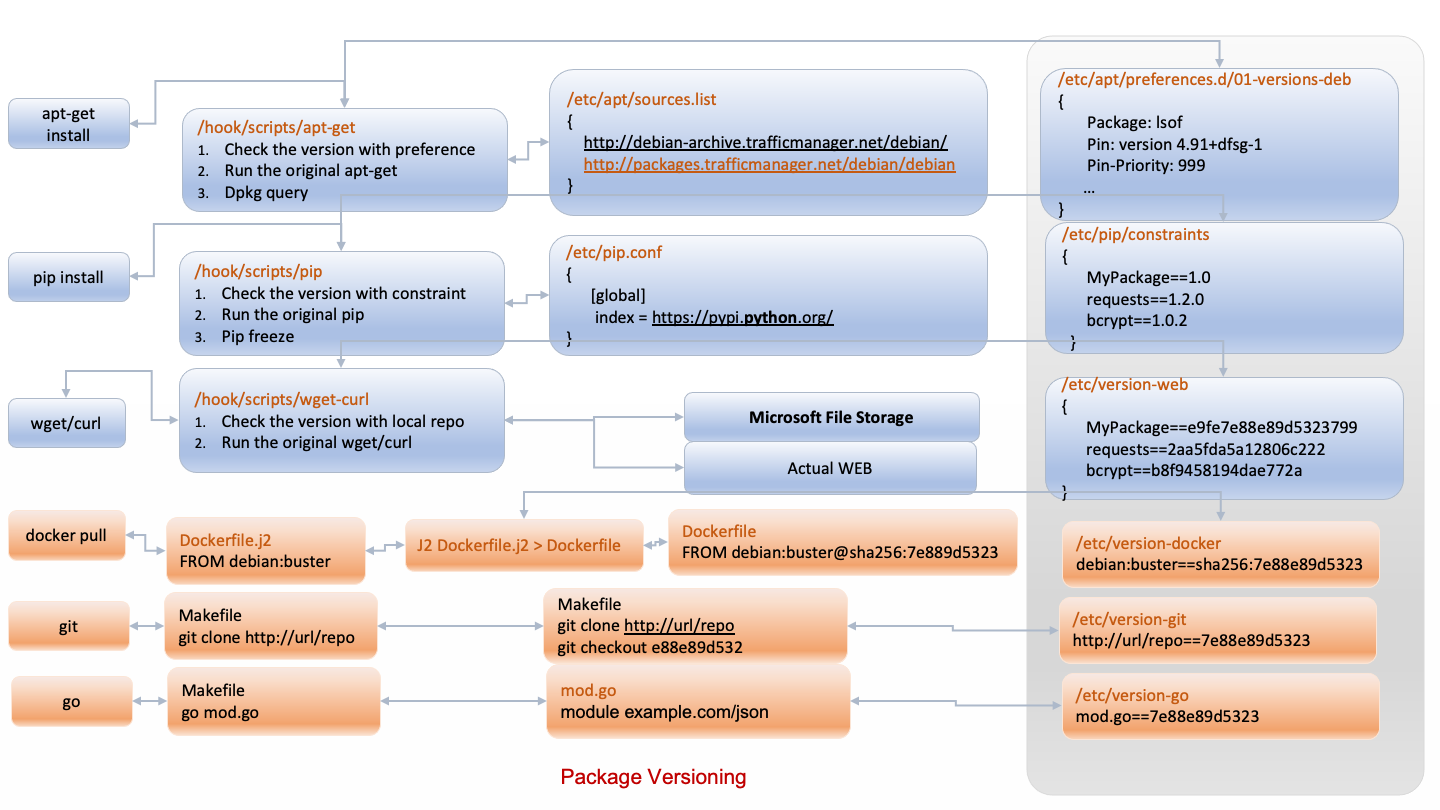 apt-get
install
/hook/scripts/apt-get
1. Check the version with preference
2. Run the original apt-get
3. Dpkg query
/etc/apt/sources.list
{
http://debian-archive.trafficmanager.net/debian/
http://packages.trafficmanager.net/debian/debian
}
/etc/apt/preferences.d/01-versions-deb
{
Package: lsof
Pin: version 4.91+dfsg-1
Pin-Priority: 999
...
}
pip install
/hook/scripts/pip
1. Check the version with constraint
2. Run the original pip
3. Pip freeze
/etc/pip.conf
{
[global]
index = https://pypi.python.org/
}
/etc/pip/constraints
{
MyPackage==1.0
requests==1.2.0
bcrypt==1.0.2
}
wget/curl
/hook/scripts/wget-curl
1. Check the version with local repo
2. Run the original wget/curl
Microsoft File Storage
Actual WEB
/etc/version-web
{
MyPackage==e9fe7e88e89d5323799
requests==2aa5fda5a12806c222
bcrypt==b8f9458194dae772a
}
docker pull
Dockerfile.j2
FROM debian:buster
J2 Dockerfile.j2 > Dockerfile
Dockerfile
FROM debian:buster@sha256:7e889d5323
/etc/version-docker
debian:buster==sha256:7e88e89d5323
git
Makefile
git clone http://url/repo
Makefile
git clone http://url/repo
git checkout e88e89d532
/etc/version-git
http://url/repo==7e88e89d5323
go
Makefile
go mod.go
mod.go
module example.com/json
/etc/version-go
mod.go==7e88e89d5323
Package Versioning